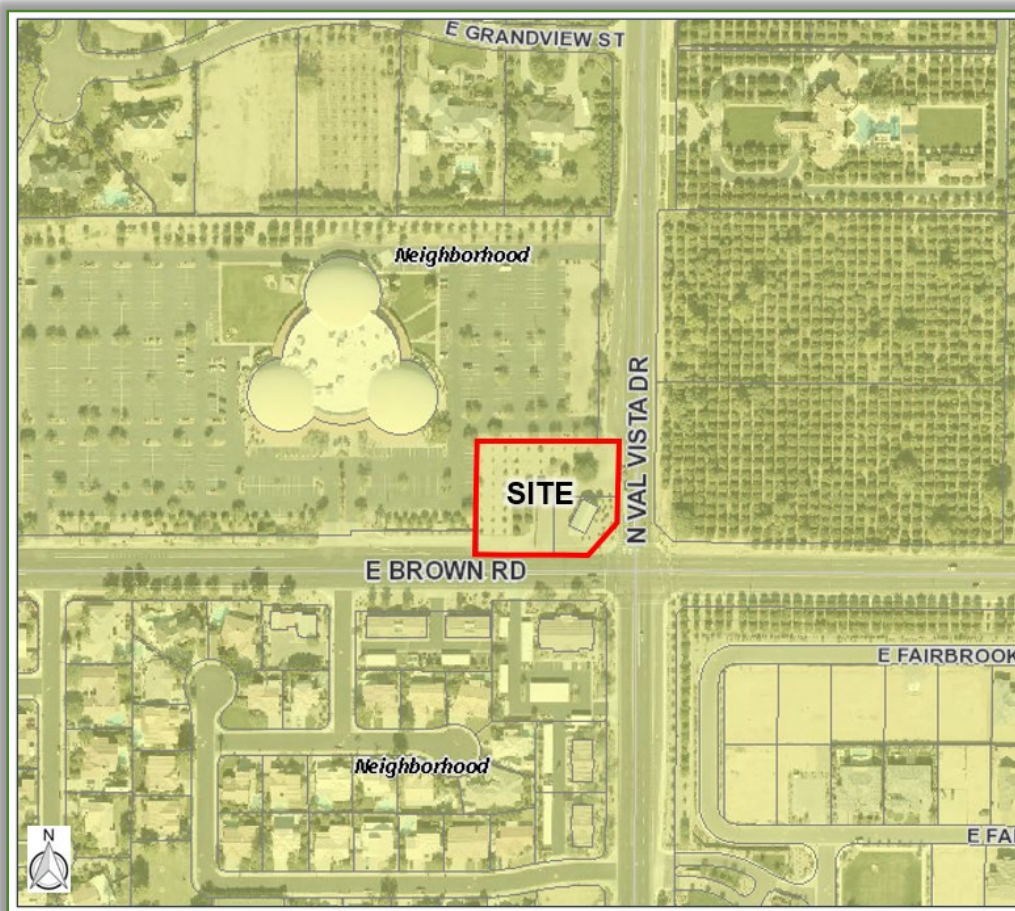 E GRANDVIEW ST
Neighborhood
N VAL VISTA DR
SITE
E BROWN RD
E FAIRBROOK
Neighborhood
E FAI
N